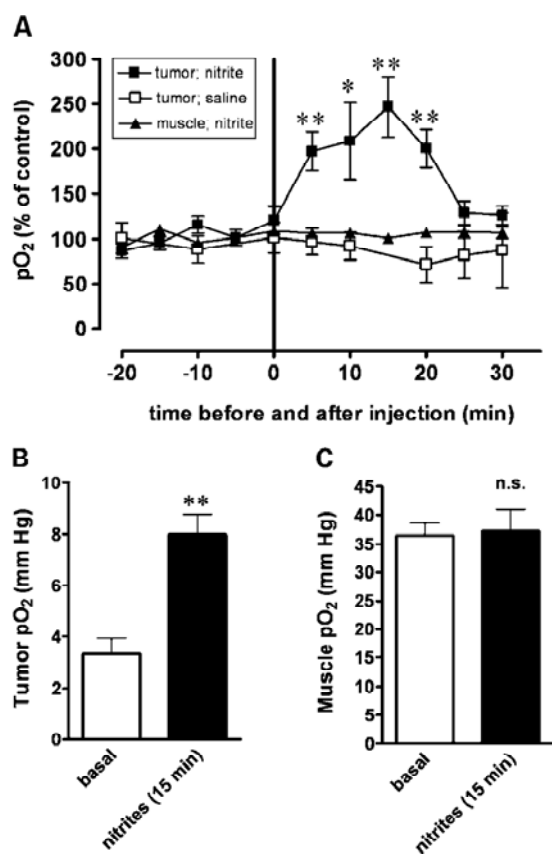 A
tumor; nitrite
tumor; saline
muscle; nitrite
** * ** **
pO2 (% of control)
300
250
200
150
100
50
0
-20 -10 0 10 20 30
time before and after injection (min)
B
**
Tumor pO2 (mm Hg)
10
8
6
4
2
0
basal
nitrites (15 min)
C
n.s.
Muscle pO2 (mm Hg)
45
40
35
30
25
20
15
10
5
0
basal
nitrites (15 min)